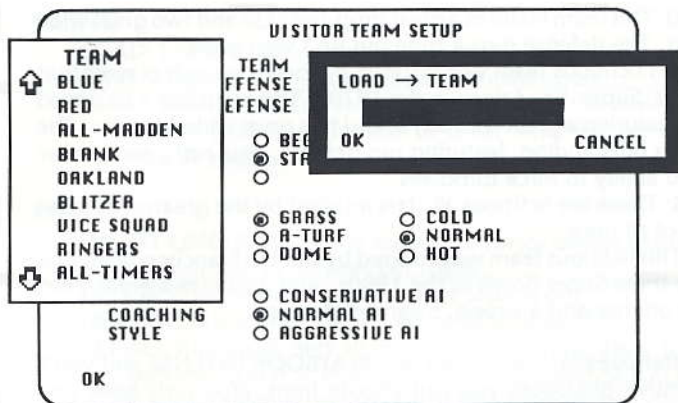 VISITOR TEAM SETUP
TEAM
BLUE
RED
ALL-MADDEN
BLANK
OAKLAND
BLITZER
VICE SQUAD
RINGERS
ALL-TIMERS
TEAM
FFENSE
EFENSE
LOAD → TEAM
OK CANCEL
BEG
STA
GRASS COLD
A-TURF NORMAL
DOME HOT
CONSERVATIVE AI
COACHING NORMAL AI
STYLE AGGRESSIVE AI
OK